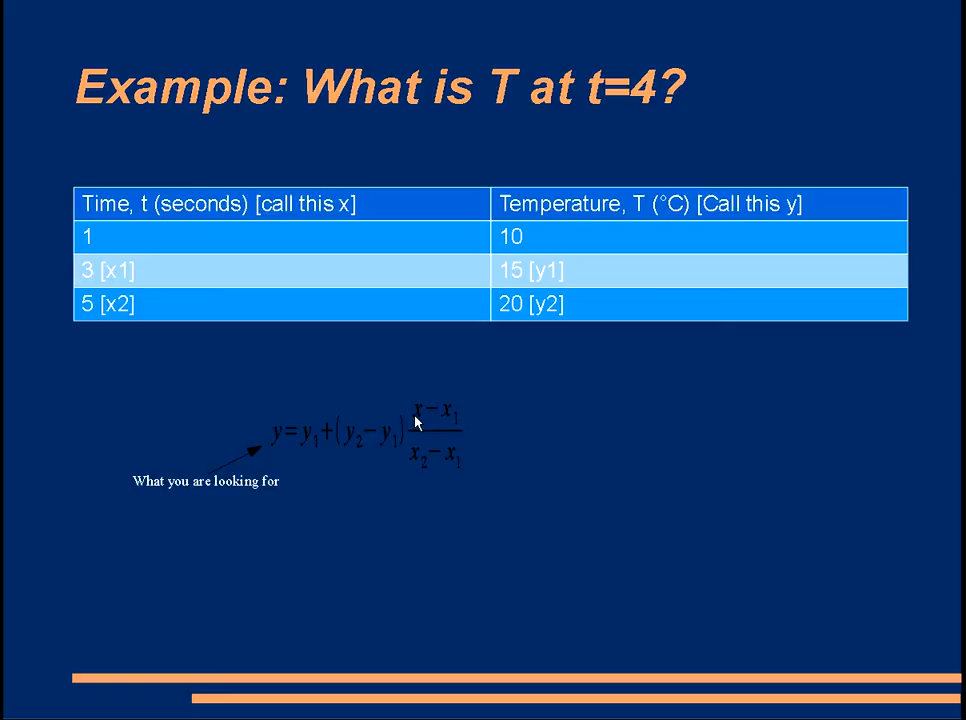 Example: What is T at t=4?
Time, t (seconds) [call this x] Temperature, T (°C) [Call this y]
1 10
3 [x1] 15 [y1]
5 [x2] 20 [y2]
y=y₁+(y₂−y₁) (x−x₁)/(x₂−x₁)
What you are looking for